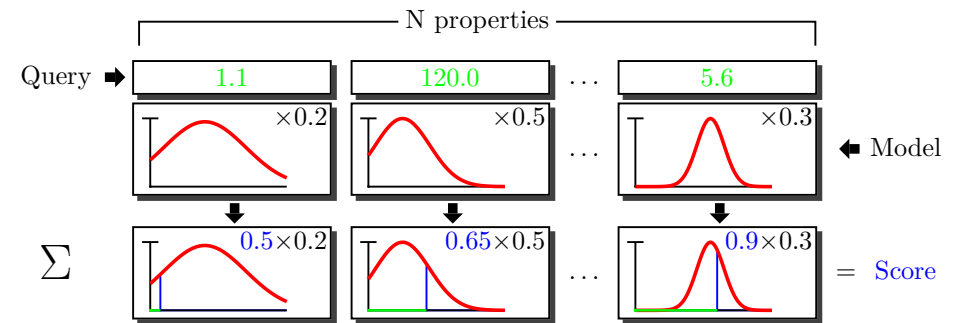 N properties
Query 1.1 120.0 ... 5.6
×0.2 ×0.5 ... ×0.3 Model
∑ 0.5×0.2 0.65×0.5 ... 0.9×0.3 = Score